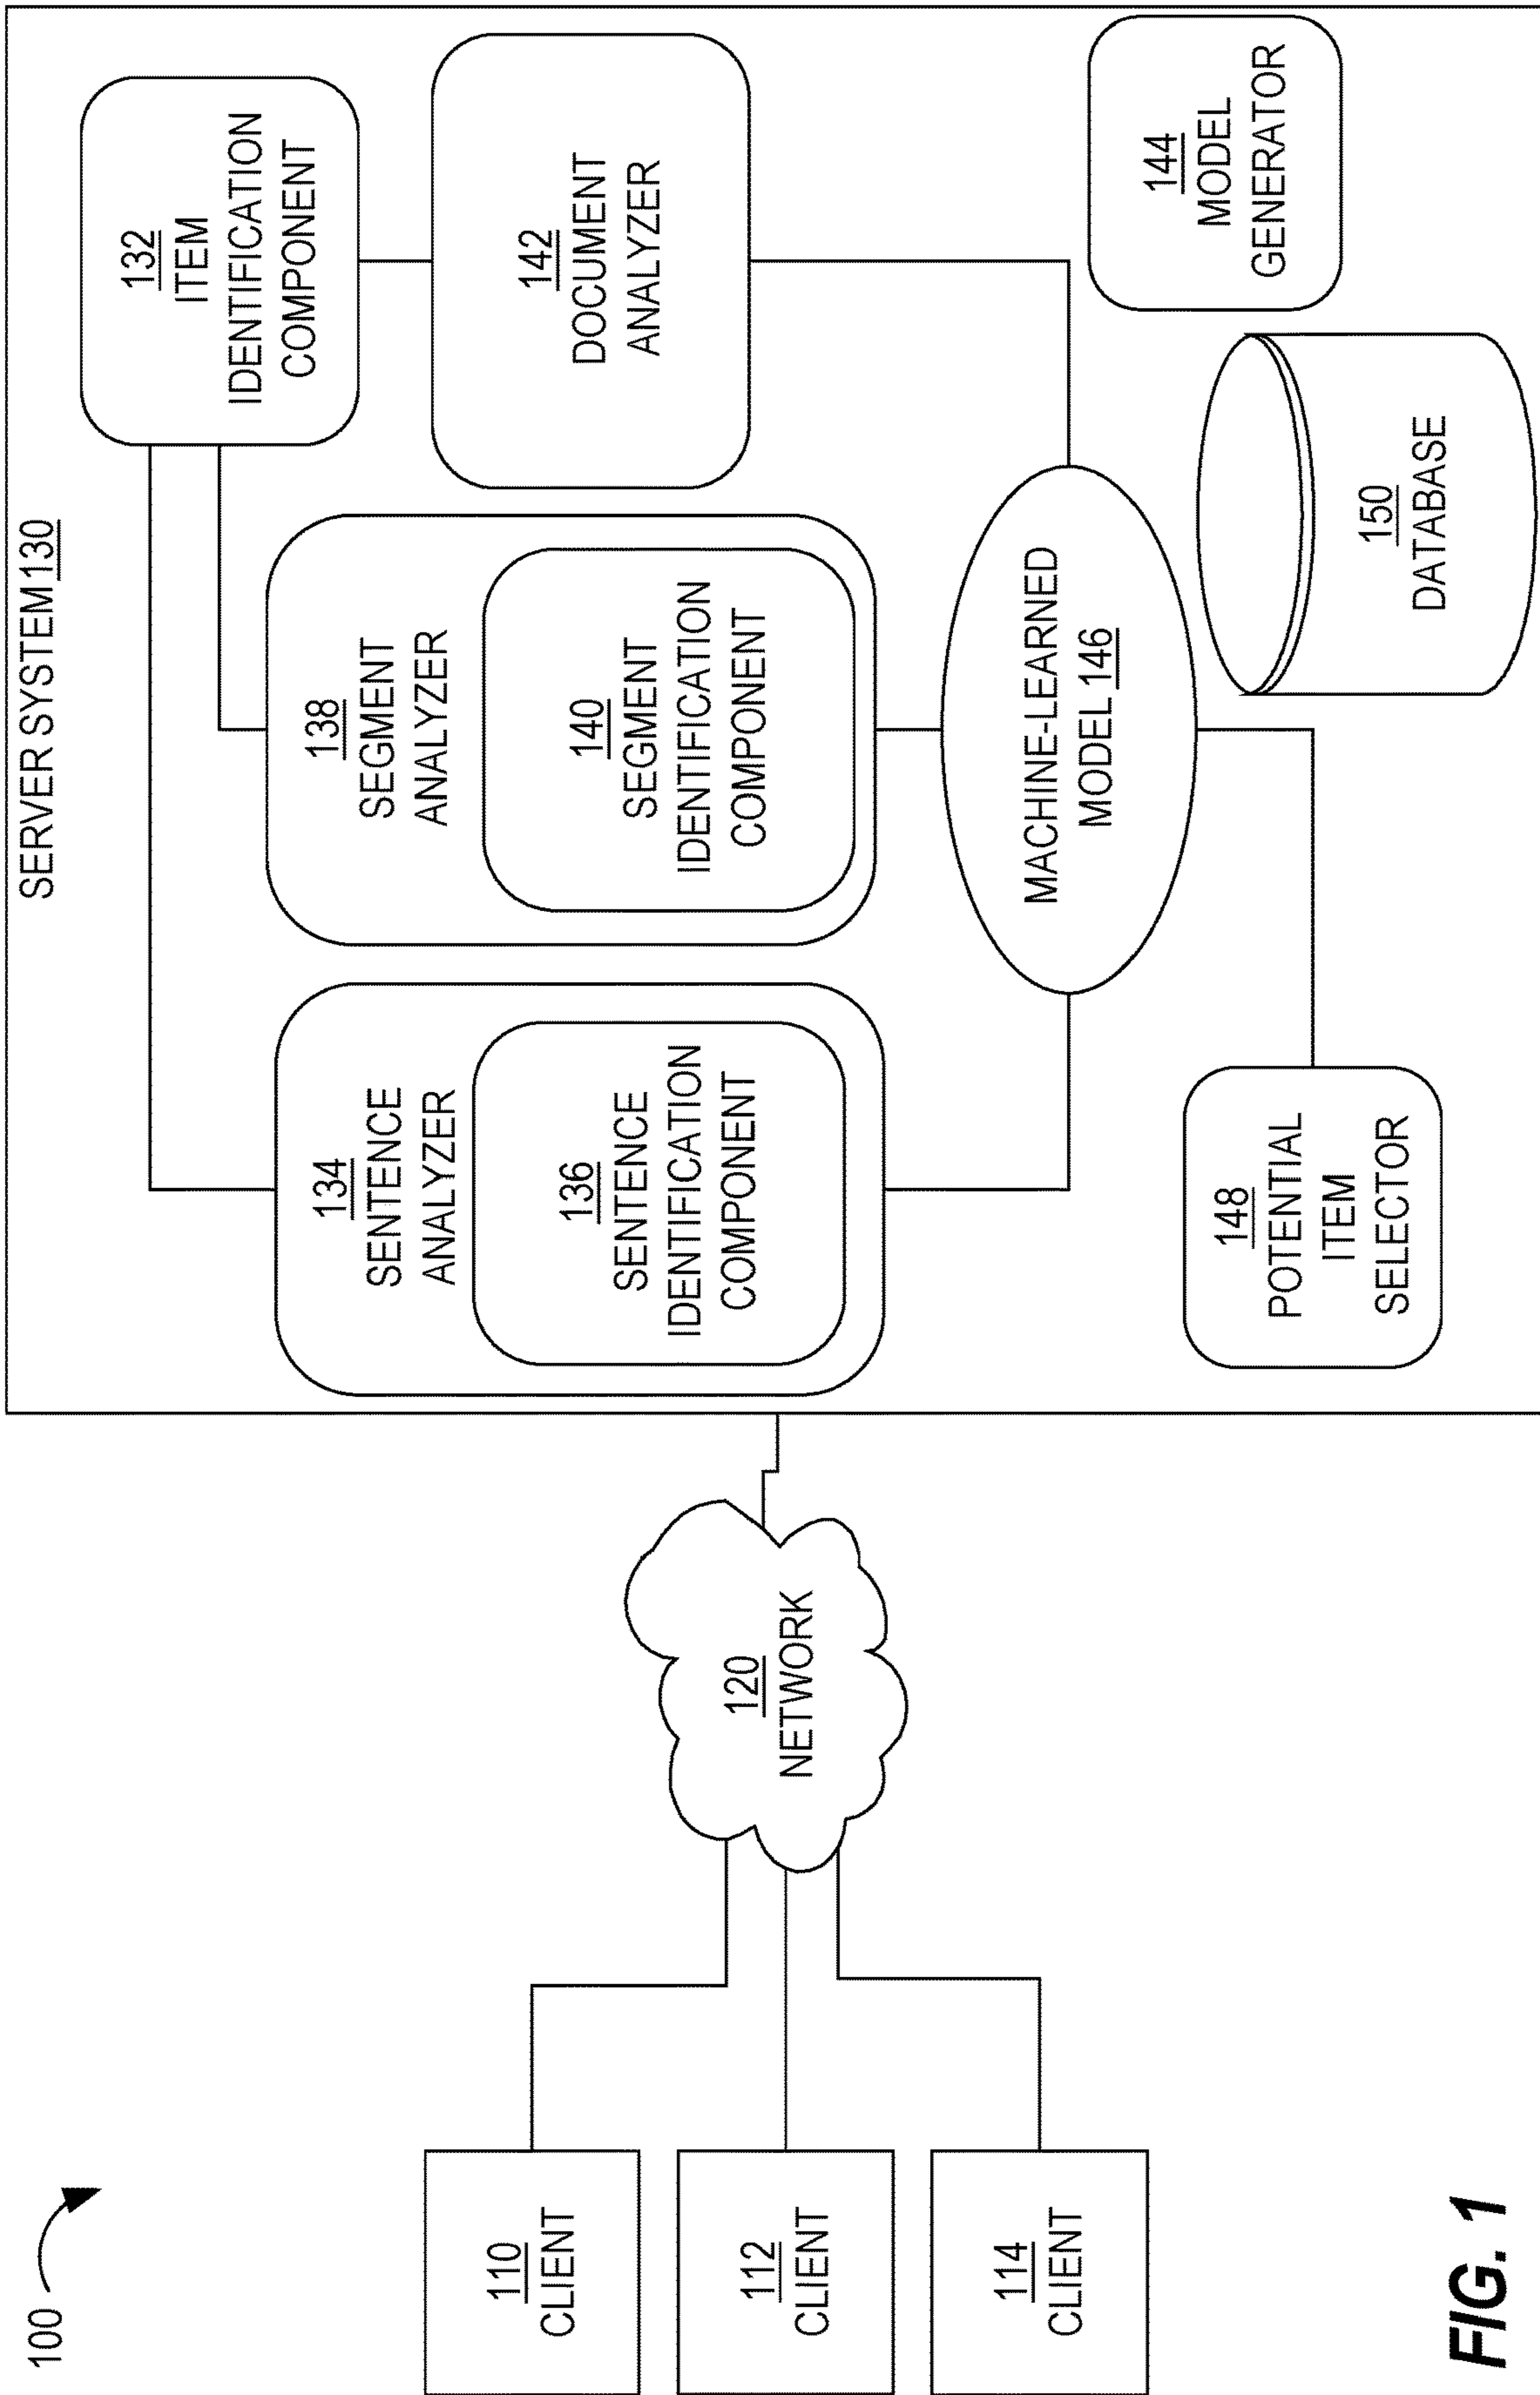 100
SERVER SYSTEM 130
132
ITEM
IDENTIFICATION
COMPONENT
134
SENTENCE
ANALYZER
136
SENTENCE
IDENTIFICATION
COMPONENT
138
SEGMENT
ANALYZER
140
SEGMENT
IDENTIFICATION
COMPONENT
142
DOCUMENT
ANALYZER
110
CLIENT
112
CLIENT
114
CLIENT
120
NETWORK
MACHINE-LEARNED
MODEL 146
148
POTENTIAL
ITEM
SELECTOR
150
DATABASE
144
MODEL
GENERATOR
FIG. 1